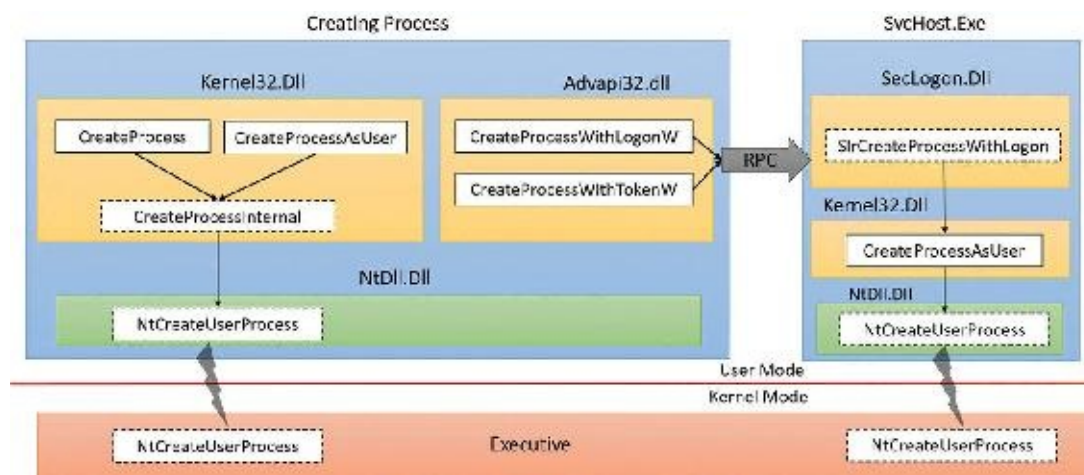 Creating Process
SvcHost.Exe
Kernel32.Dll
Advapi32.dll
SecLogon.Dll
CreateProcess
CreateProcessAsUser
CreateProcessWithLogonW
SlrCreateProcessWithLogon
RPC
CreateProcessWithTokenW
CreateProcessInternal
Kernel32.Dll
CreateProcessAsUser
NtDll.Dll
NtDll.Dll
NtCreateUserProcess
NtCreateUserProcess
User Mode
Kernel Mode
NtCreateUserProcess
Executive
NtCreateUserProcess